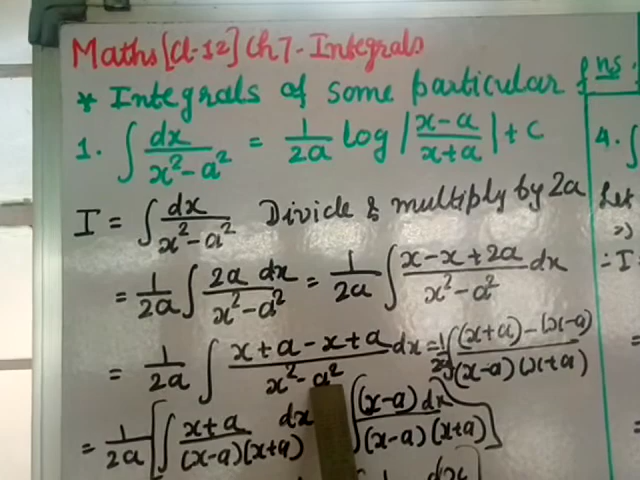 Maths [Cl-12] Ch 7. Integrals
* Integrals of some particular fns.
1. ∫ dx/(x² - a²) = 1/2a log |(x-a)/(x+a)| + C
4. ∫
I = ∫ dx/(x² - a²) Divide & multiply by 2a
Let
= 1/2a ∫ 2a dx/(x² - a²) = 1/2a ∫ (x - x + 2a)/(x² - a²) dx
∴ I
= 1/2a ∫ (x + a - x + a)/(x² - a²) dx = 1/2a ∫ ((x+a) - (x-a))/((x-a)(x+a))
= 1/2a [∫ (x+a)/((x-a)(x+a)) dx ∫ (x-a) dx/((x-a)(x+a))]
dx